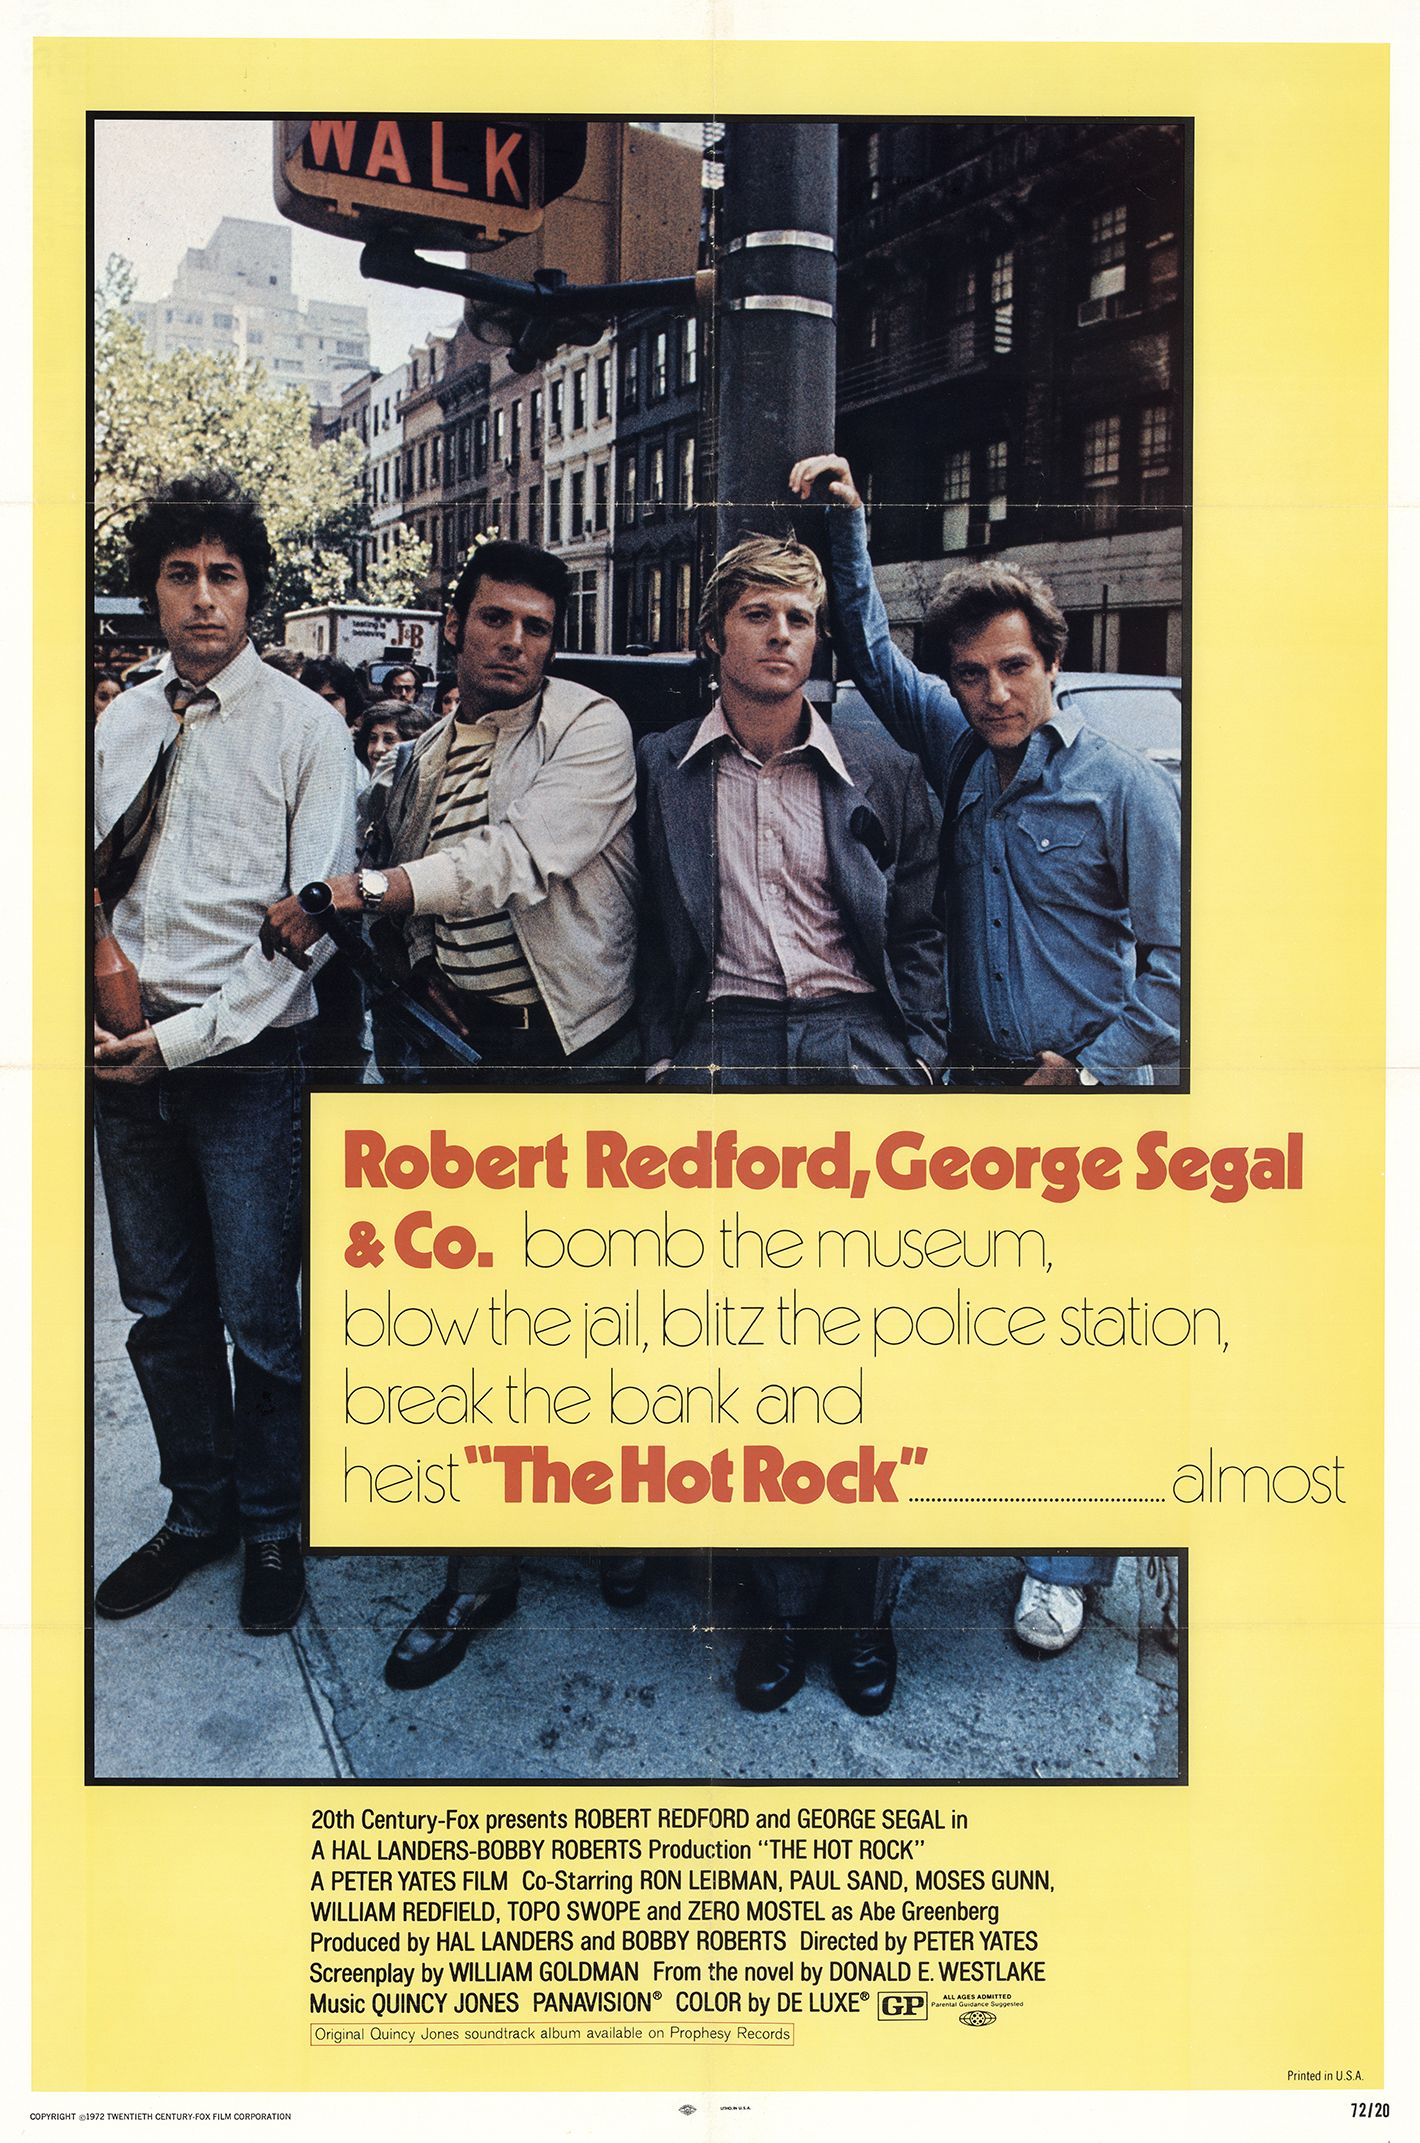 WALK
K
tasting is
believing J&B
Robert Redford, George Segal
& Co. bomb the museum,
blow the jail, blitz the police station,
break the bank and
heist "The Hot Rock" ............................................ almost
20th Century-Fox presents ROBERT REDFORD and GEORGE SEGAL in
A HAL LANDERS-BOBBY ROBERTS Production "THE HOT ROCK"
A PETER YATES FILM Co-Starring RON LEIBMAN, PAUL SAND, MOSES GUNN,
WILLIAM REDFIELD, TOPO SWOPE and ZERO MOSTEL as Abe Greenberg
Produced by HAL LANDERS and BOBBY ROBERTS Directed by PETER YATES
Screenplay by WILLIAM GOLDMAN From the novel by DONALD E. WESTLAKE
Music QUINCY JONES PANAVISION® COLOR by DE LUXE® GP ALL AGES ADMITTED
Parental Guidance Suggested
Original Quincy Jones soundtrack album available on Prophesy Records
Printed in U.S.A.
COPYRIGHT ©1972 TWENTIETH CENTURY-FOX FILM CORPORATION
LITHO. IN U.S.A.
72/20